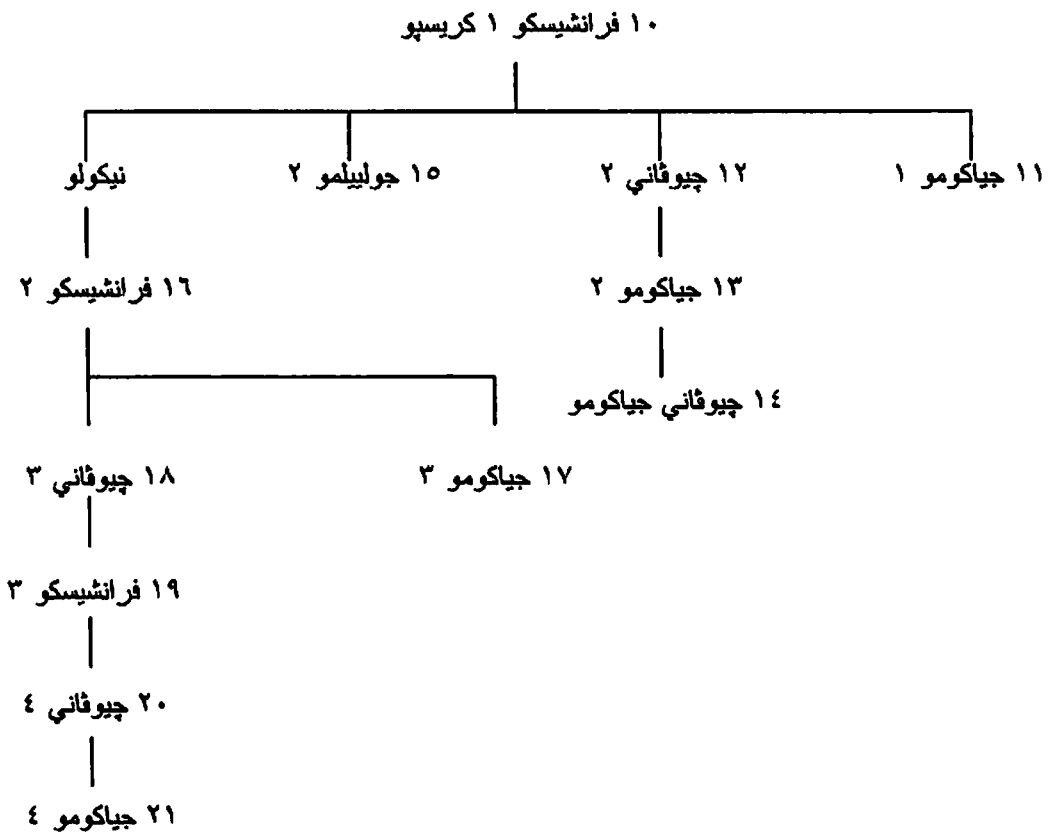 ١٠ فرانشيسكو ١ كريسپو
١١ جياكومو ١ ١٢ چيوڤاني ٢ ١٥ جولييلمو ٢ نيكولو
١٣ جياكومو ٢ ١٦ فرانشيسكو ٢
١٤ چيوڤاني جياكومو
١٧ جياكومو ٣ ١٨ چيوڤاني ٣
١٩ فرانشيسكو ٣
٢٠ چيوڤاني ٤
٢١ جياكومو ٤